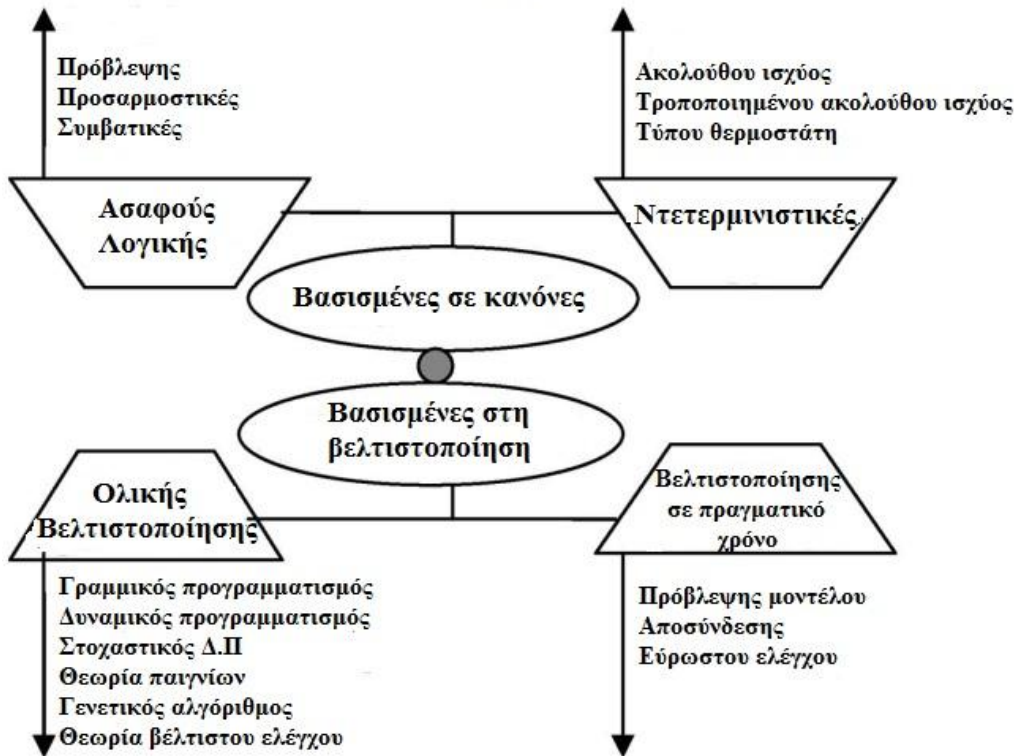 Πρόβλεψης
Προσαρμοστικές
Συμβατικές
Ακολούθου ισχύος
Τροποποιημένου ακολούθου ισχύος
Τύπου θερμοστάτη
Ασαφούς
Λογικής
Ντετερμινιστικές
Βασισμένες σε κανόνες
Βασισμένες στη
βελτιστοποίηση
Ολικής
Βελτιστοποίησης
Βελτιστοποίησης
σε πραγματικό
χρόνο
Γραμμικός προγραμματισμός
Δυναμικός προγραμματισμός
Στοχαστικός Δ.Π
Θεωρία παιγνίων
Γενετικός αλγόριθμος
Θεωρία βέλτιστου ελέγχου
Πρόβλεψης μοντέλου
Αποσύνδεσης
Εύρωστου ελέγχου